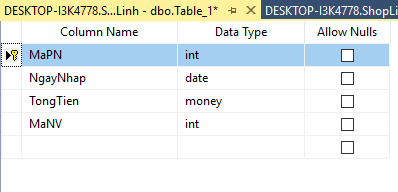 DESKTOP-I3K4778.S...Linh - dbo.Table_1* DESKTOP-I3K4778.ShopLi
Column Name Data Type Allow Nulls
MaPN int
NgayNhap date
TongTien money
MaNV int